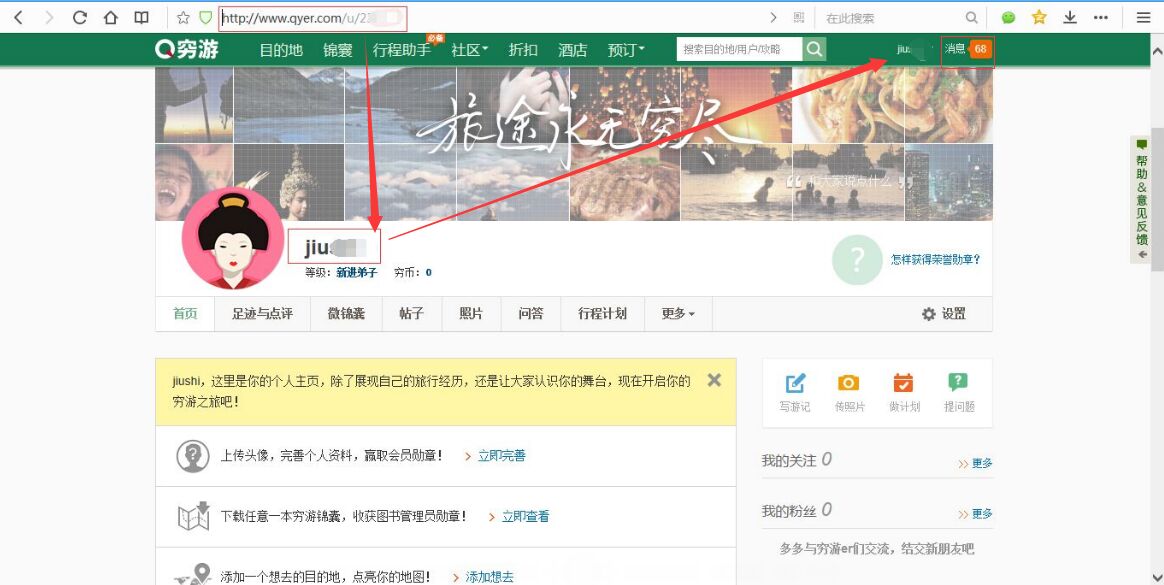 http://www.qyer.com/u/2
在此搜索
穷游
目的地 锦囊 行程助手 必备 社区 折扣 酒店 预订
搜索目的地/用户/攻略
jiu
消息 68
旅途永无穷尽
和大家说点什么
帮助&意见反馈
jiu
等级: 新进弟子 穷币: 0
?
怎样获得荣誉勋章?
首页 足迹与点评 微锦囊 帖子 照片 问答 行程计划 更多 设置
jiushi，这里是你的个人主页，除了展现自己的旅行经历，还是让大家认识你的舞台，现在开启你的
穷游之旅吧！
上传头像，完善个人资料，赢取会员勋章！ > 立即完善
下载任意一本穷游锦囊，收获图书管理员勋章！ > 立即查看
添加一个想去的目的地，点亮你的地图！ > 添加想去
写游记 传照片 做计划 提问题
我的关注 0 >> 更多
我的粉丝 0 >> 更多
多多与穷游er们交流，结交新朋友吧